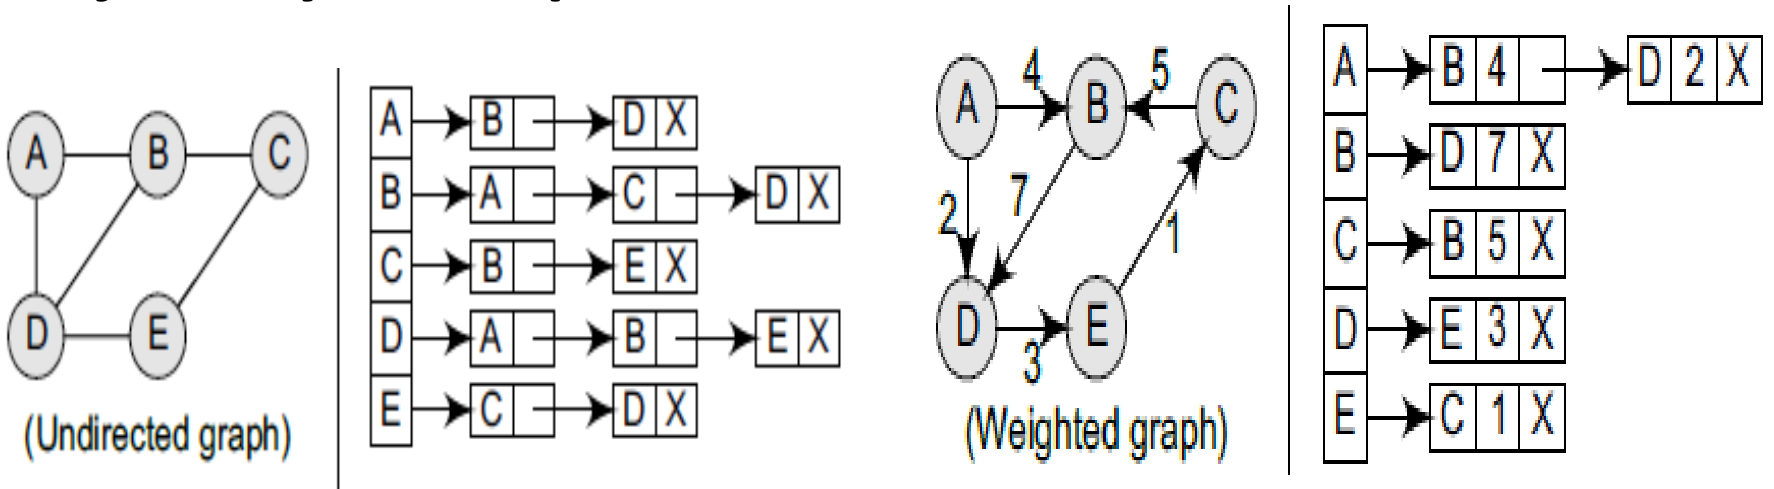 A B C
D E
(Undirected graph)
A B D X
B A C D X
C B E X
D A B E X
E C D X
4 5
A B C
2 7 1
D E
3
(Weighted graph)
A B 4 D 2 X
B D 7 X
C B 5 X
D E 3 X
E C 1 X